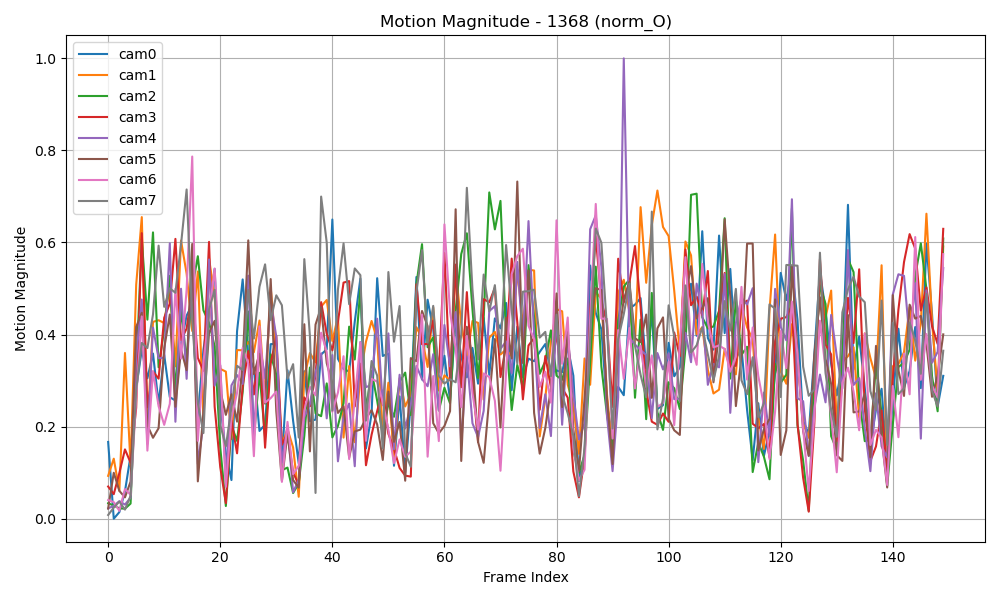 Motion Magnitude - 1368 (norm_O)
cam0
cam1
cam2
cam3
cam4
cam5
cam6
cam7
Motion Magnitude
1.0
0.8
0.6
0.4
0.2
0.0
0 20 40 60 80 100 120 140
Frame Index